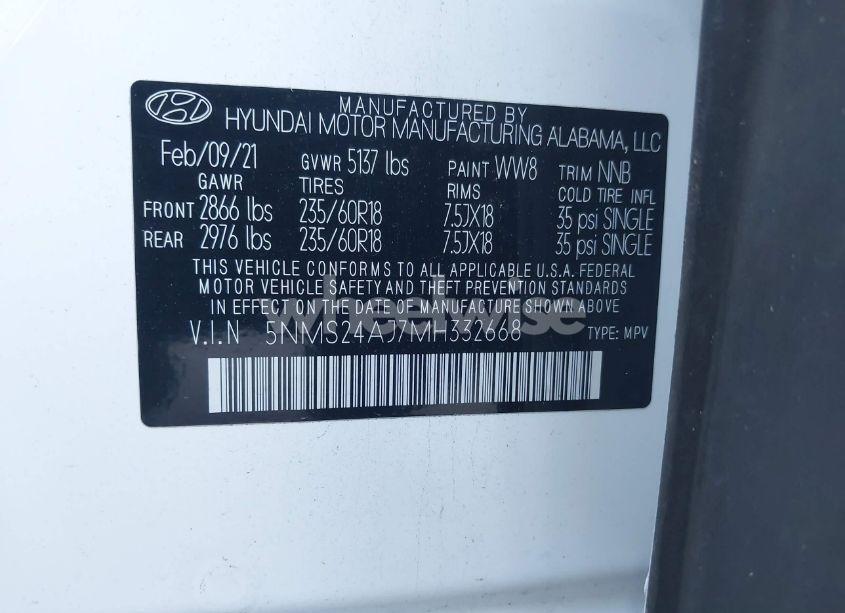 MANUFACTURED BY
HYUNDAI MOTOR MANUFACTURING ALABAMA, LLC
Feb/09/21 GVWR 5137 lbs PAINT WW8 TRIM NNB
GAWR TIRES RIMS COLD TIRE INFL
FRONT 2866 lbs 235/60R18 7.5JX18 35 psi SINGLE
REAR 2976 lbs 235/60R18 7.5JX18 35 psi SINGLE
THIS VEHICLE CONFORMS TO ALL APPLICABLE U.S.A. FEDERAL
MOTOR VEHICLE SAFETY AND THEFT PREVENTION STANDARDS
IN EFFECT ON THE DATE OF MANUFACTURE SHOWN ABOVE
wheelwise
V.I.N 5NMS24AJ7MH332668 TYPE: MPV